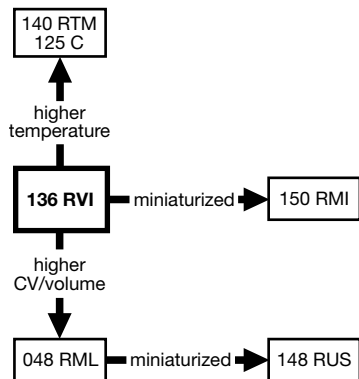 140 RTM
125 C
higher
temperature
136 RVI
miniaturized
150 RMI
higher
CV/volume
048 RML
miniaturized
148 RUS